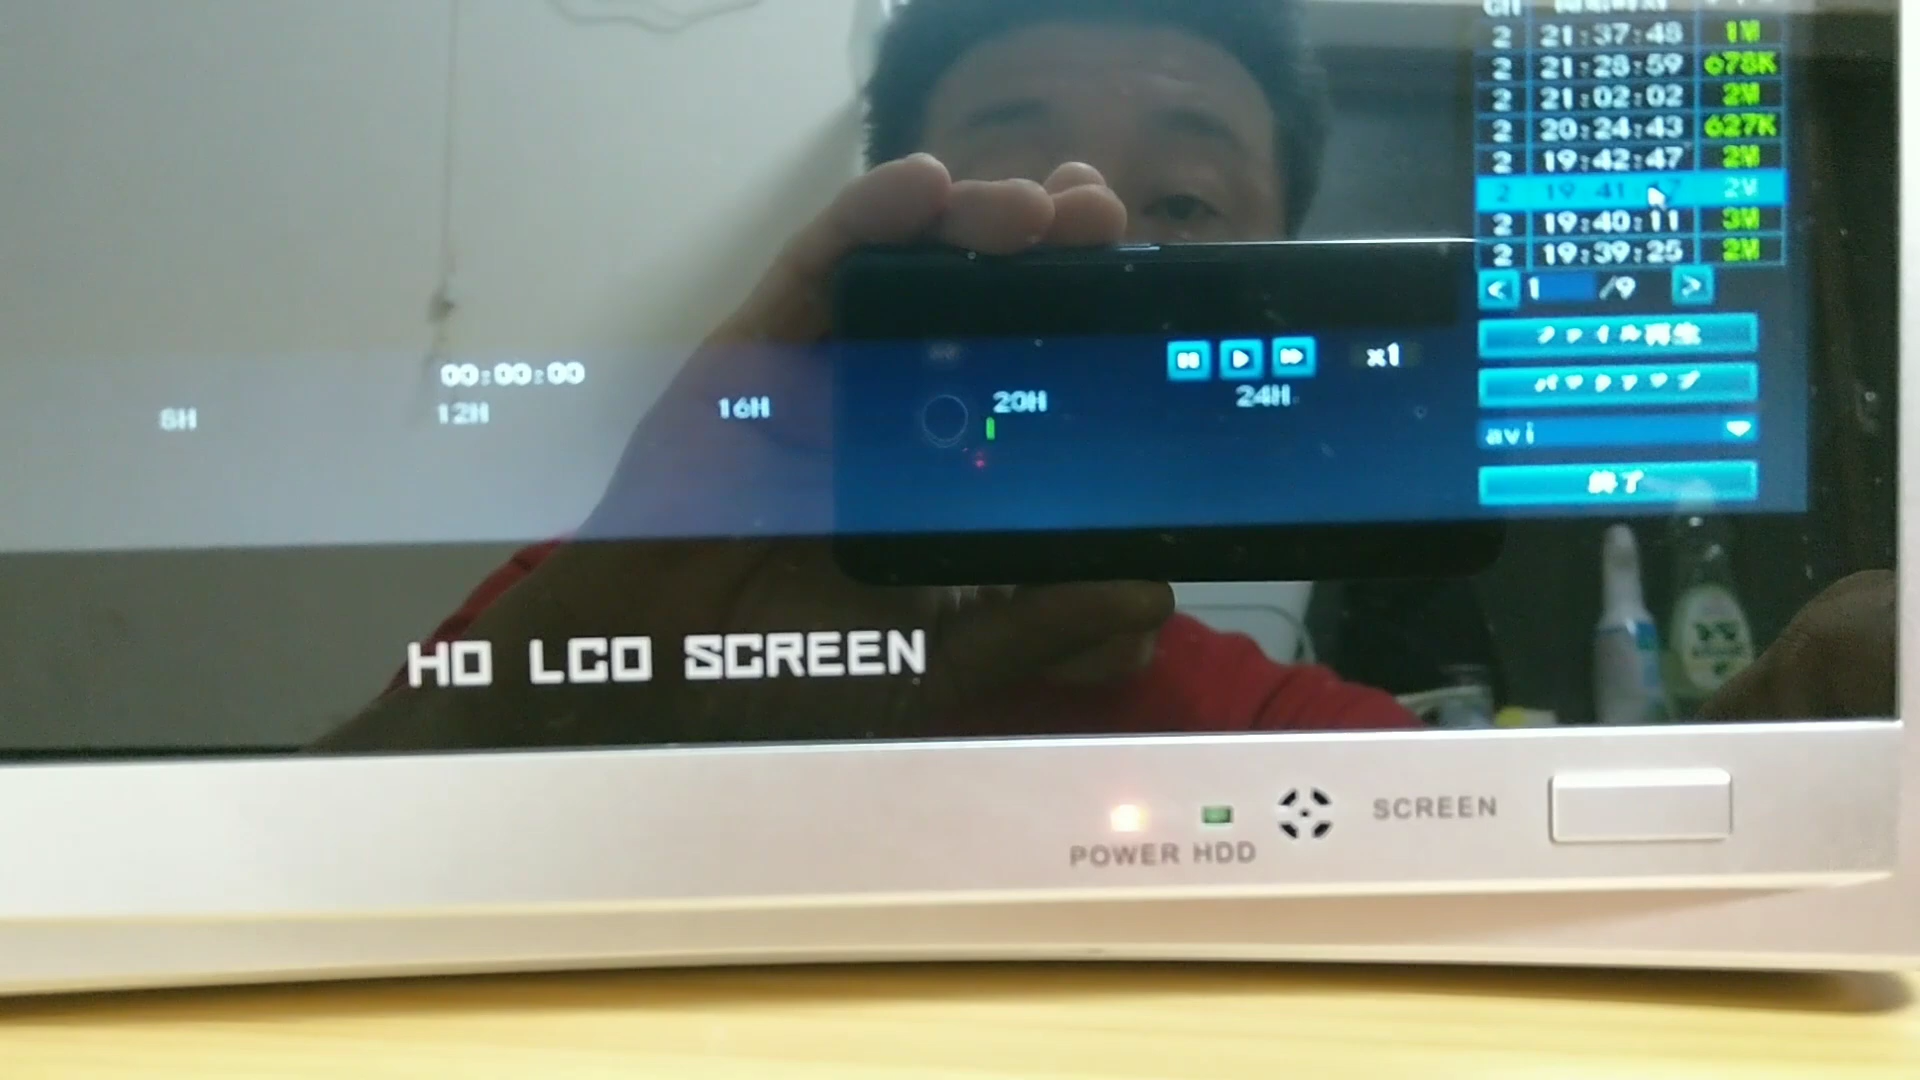 2 21:37:48 1M
2 21:28:59 678K
2 21:02:02 2M
2 20:24:43 627K
2 19:42:47 2M
2 19:41: 7 2M
2 19:40:11 3M
2 19:39:25 2M
< 1 /9 >
ファイル再生
00:00:00 x1
8H 12H 16H 20H 24H
バックアップ
avi
終了
HD LCD SCREEN
SCREEN
POWER HDD